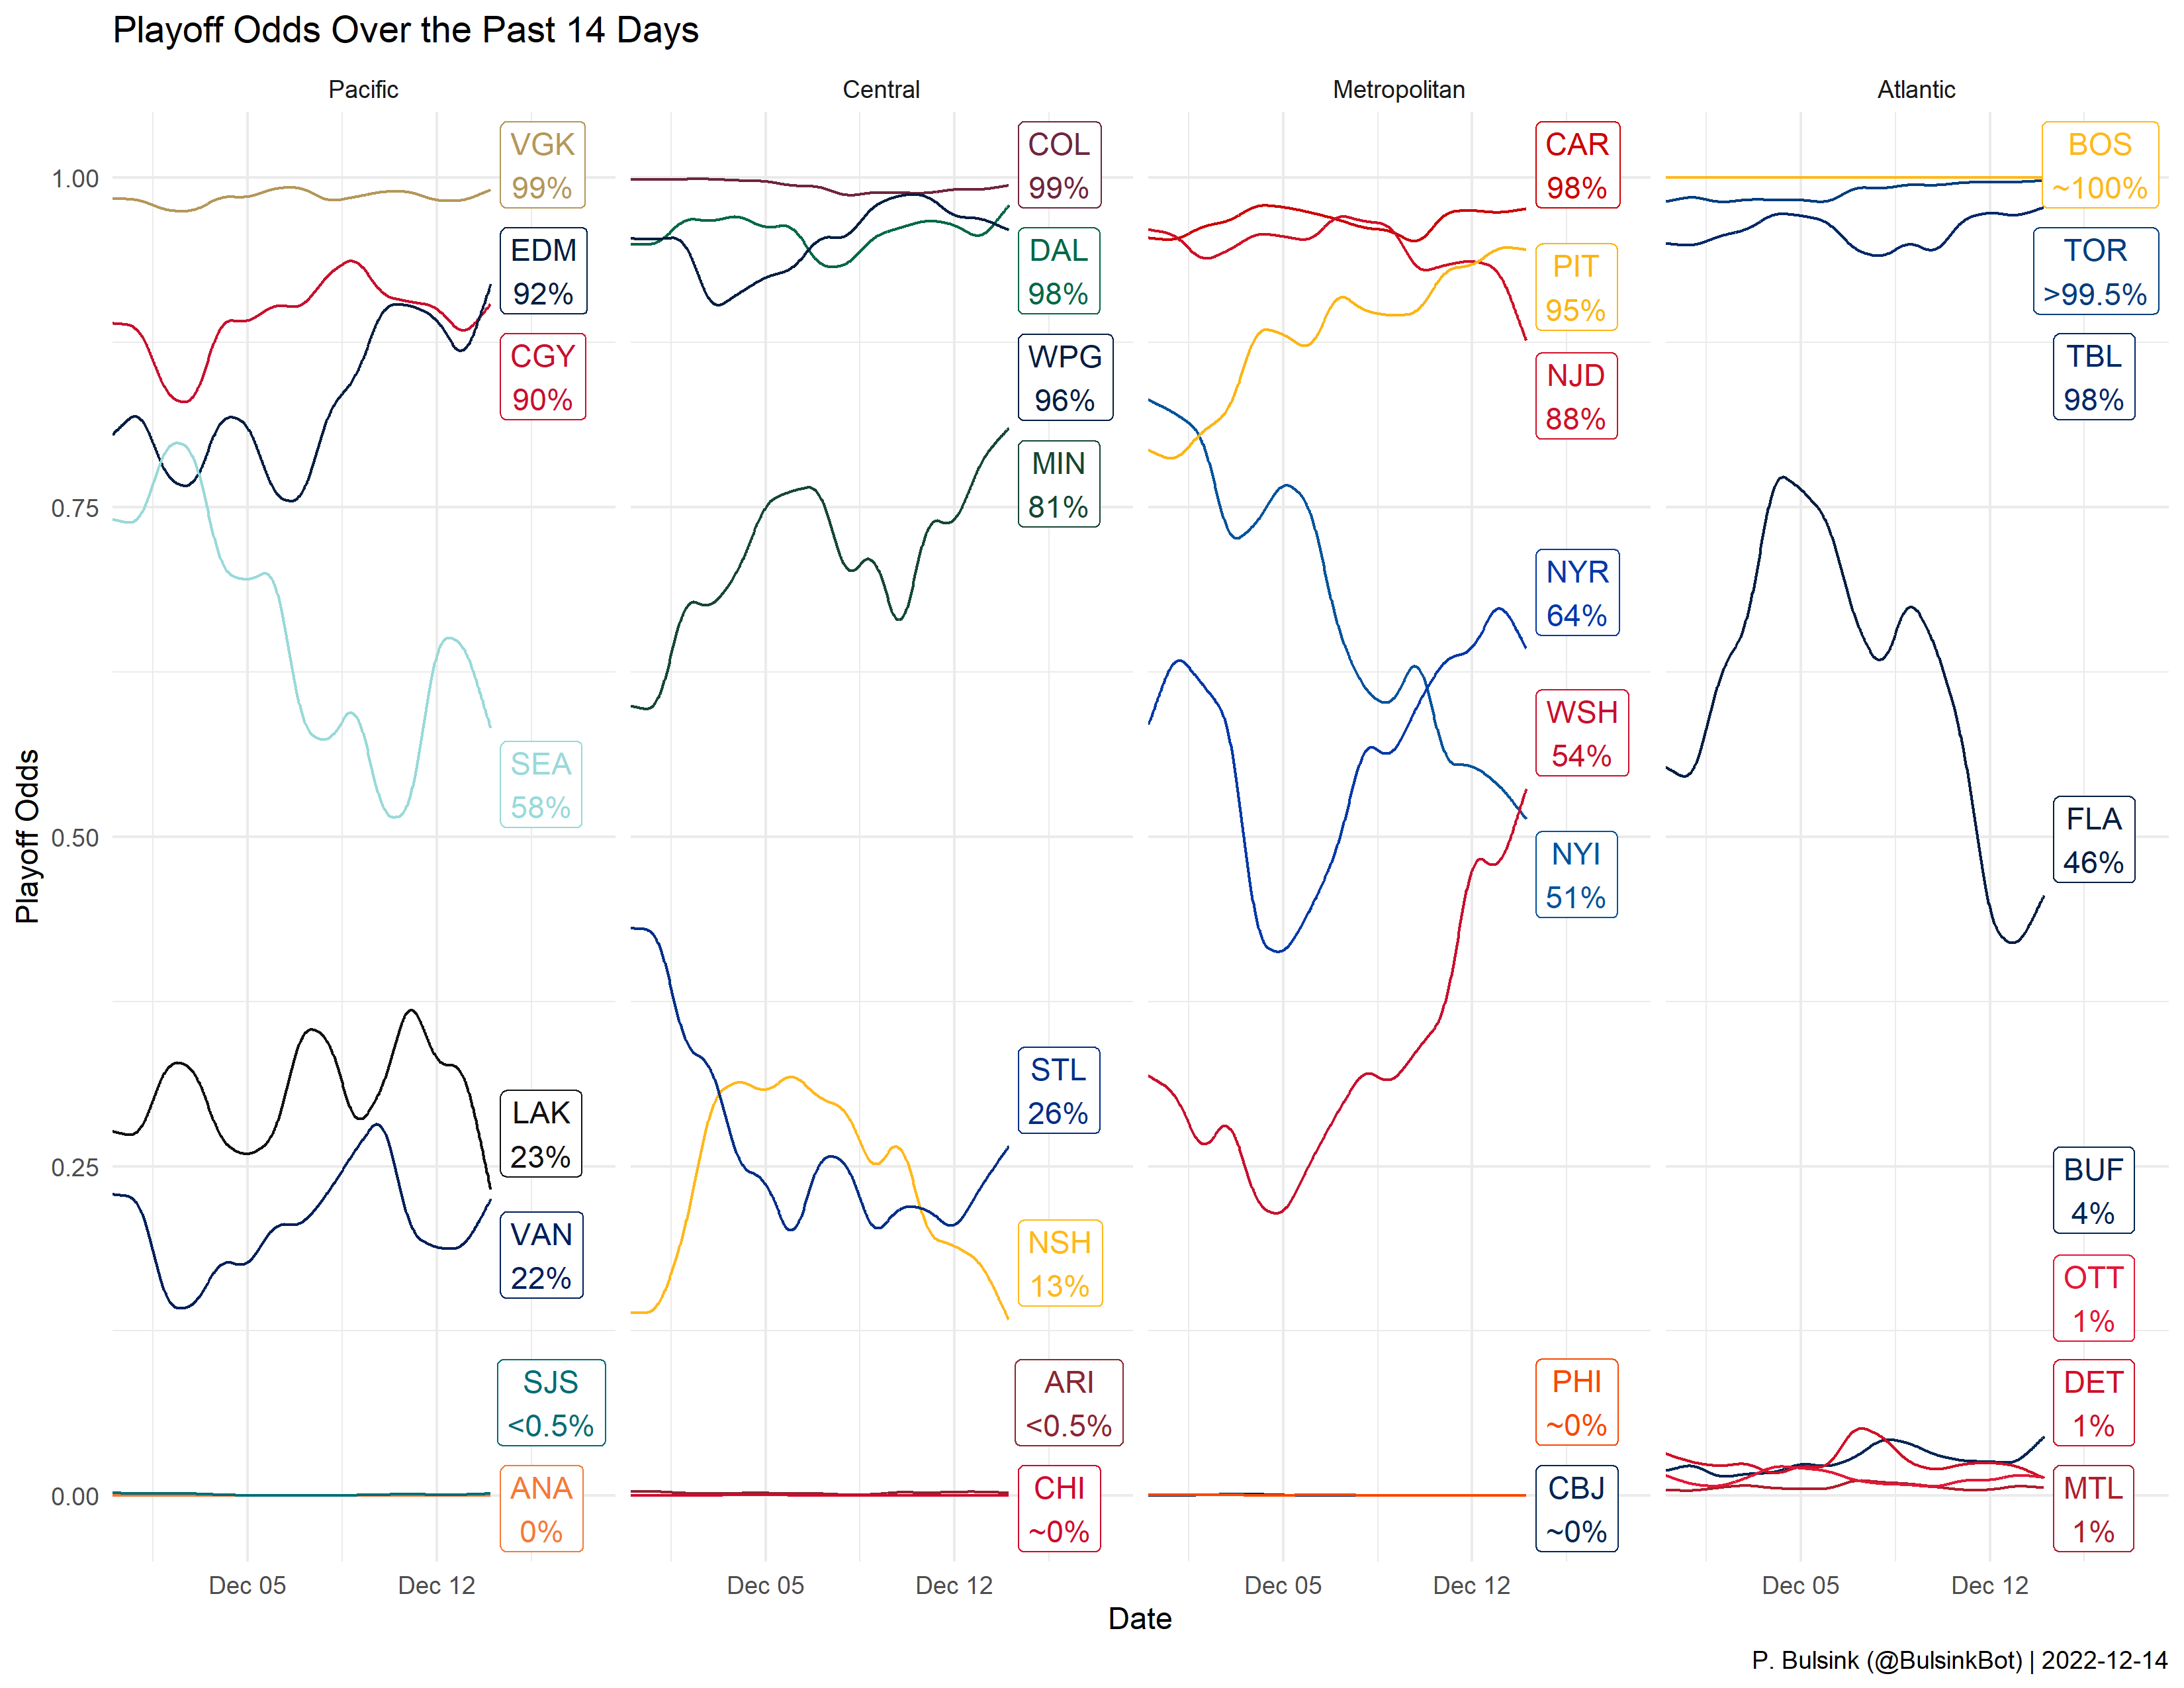 Playoff Odds Over the Past 14 Days
Pacific
Central
Metropolitan
Atlantic
Playoff Odds
1.00
0.75
0.50
0.25
0.00
VGK
99%
EDM
92%
CGY
90%
SEA
58%
LAK
23%
VAN
22%
SJS
<0.5%
ANA
0%
COL
99%
DAL
98%
WPG
96%
MIN
81%
STL
26%
NSH
13%
ARI
<0.5%
CHI
~0%
CAR
98%
PIT
95%
NJD
88%
NYR
64%
WSH
54%
NYI
51%
PHI
~0%
CBJ
~0%
BOS
~100%
TOR
>99.5%
TBL
98%
FLA
46%
BUF
4%
OTT
1%
DET
1%
MTL
1%
Dec 05
Dec 12
Dec 05
Dec 12
Dec 05
Dec 12
Dec 05
Dec 12
Date
P. Bulsink (@BulsinkBot) | 2022-12-14